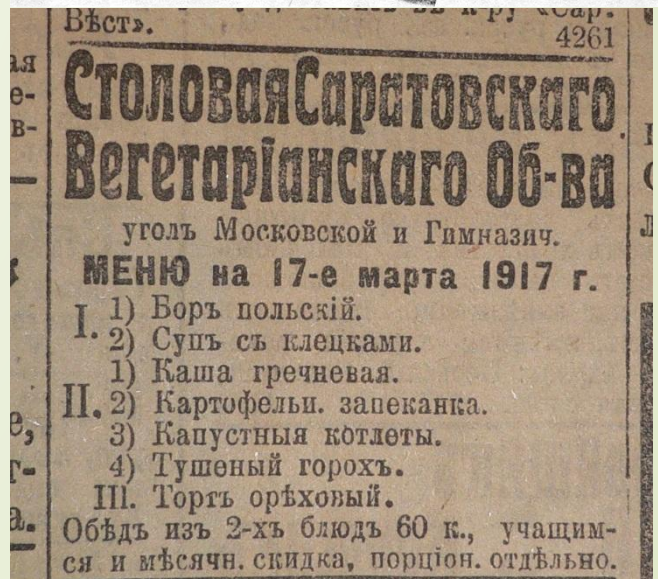 Вѣст».
4261
Столовая Саратовскаго
Вегетарїанскаго Об-ва
уголъ Московской и Гимназич.
МЕНЮ на 17-е марта 1917 г.
I. 1) Боръ польскій.
2) Супъ съ клецками.
1) Каша гречневая.
II. 2) Картофельн. запеканка.
3) Капустныя котлеты.
4) Тушеный горохъ.
III. Тортъ орѣховый.
Обѣдъ изъ 2-хъ блюдъ 60 к., учащим-
ся и мѣсячн. скидка, порціон. отдѣльно.